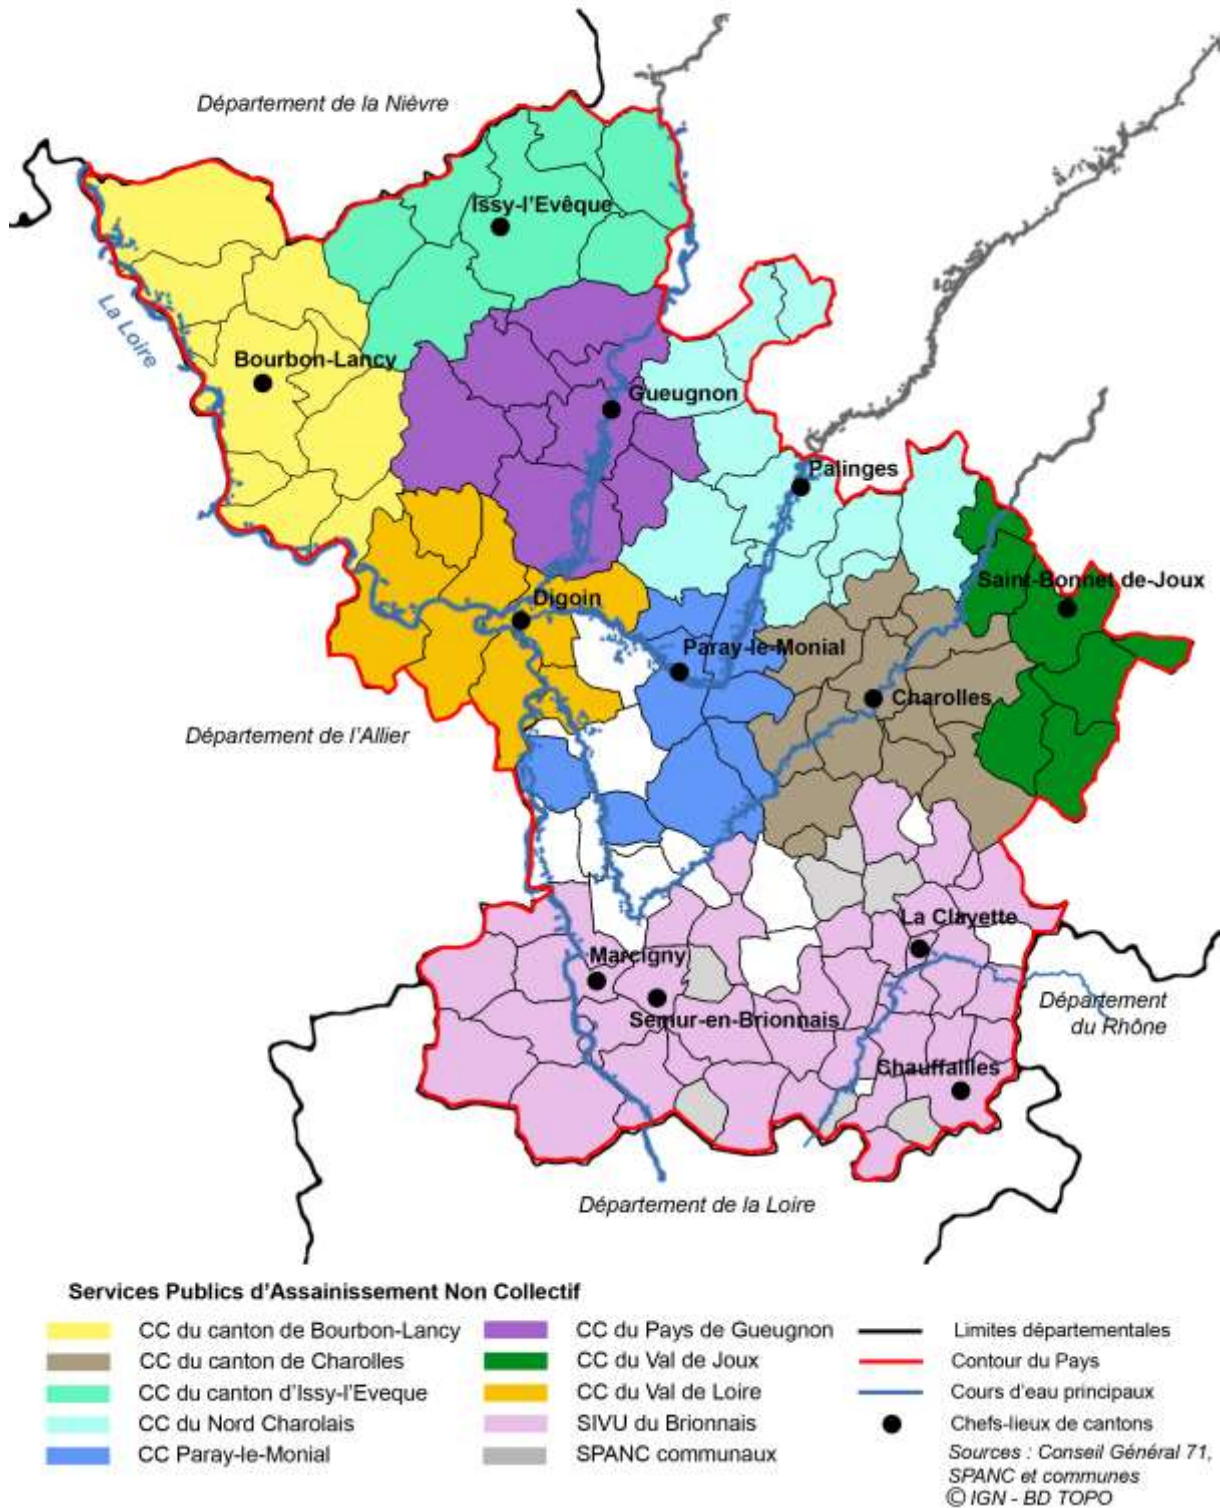 Département de la Nièvre
Issy-l'Evêque
La Loire
Bourbon-Lancy
Gueugnon
Palinges
Saint-Bonnet de-Joux
Digoin
Paray-le-Monial
Charolles
Département de l'Allier
La Clayette
Marcigny
Semur-en-Brionnais
Département
du Rhône
Chauffailles
Département de la Loire
Services Publics d'Assainissement Non Collectif
CC du canton de Bourbon-Lancy
CC du canton de Charolles
CC du canton d'Issy-l'Eveque
CC du Nord Charolais
CC Paray-le-Monial
CC du Pays de Gueugnon
CC du Val de Joux
CC du Val de Loire
SIVU du Brionnais
SPANC communaux
Limites départementales
Contour du Pays
Cours d'eau principaux
Chefs-lieux de cantons
Sources : Conseil Général 71,
SPANC et communes
© IGN - BD TOPO